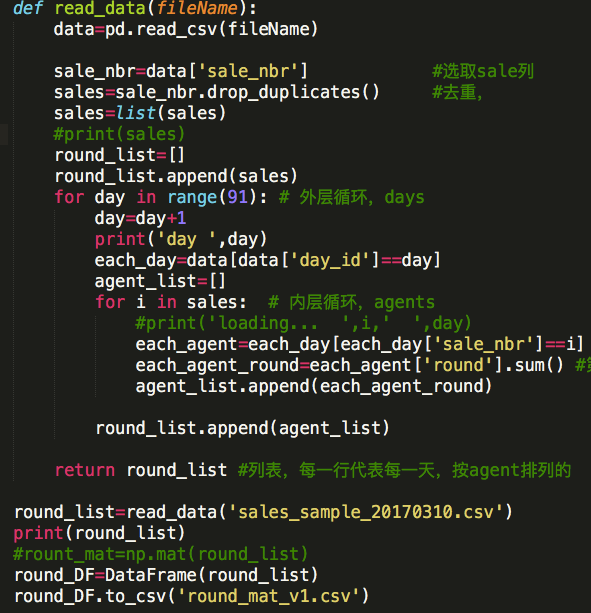 def read_data(fileName):
    data=pd.read_csv(fileName)
    sale_nbr=data['sale_nbr']            #选取sale列
    sales=sale_nbr.drop_duplicates()     #去重，
    sales=list(sales)
    #print(sales)
    round_list=[]
    round_list.append(sales)
    for day in range(91): # 外层循环，days
        day=day+1
        print('day ',day)
        each_day=data[data['day_id']==day]
        agent_list=[]
        for i in sales:  # 内层循环，agents
            #print('loading...  ',i,'  ',day)
            each_agent=each_day[each_day['sale_nbr']==i]
            each_agent_round=each_agent['round'].sum() #
            agent_list.append(each_agent_round)
        round_list.append(agent_list)
    return round_list #列表，每一行代表每一天，按agent排列的
round_list=read_data('sales_sample_20170310.csv')
print(round_list)
#rount_mat=np.mat(round_list)
round_DF=DataFrame(round_list)
round_DF.to_csv('round_mat_v1.csv')